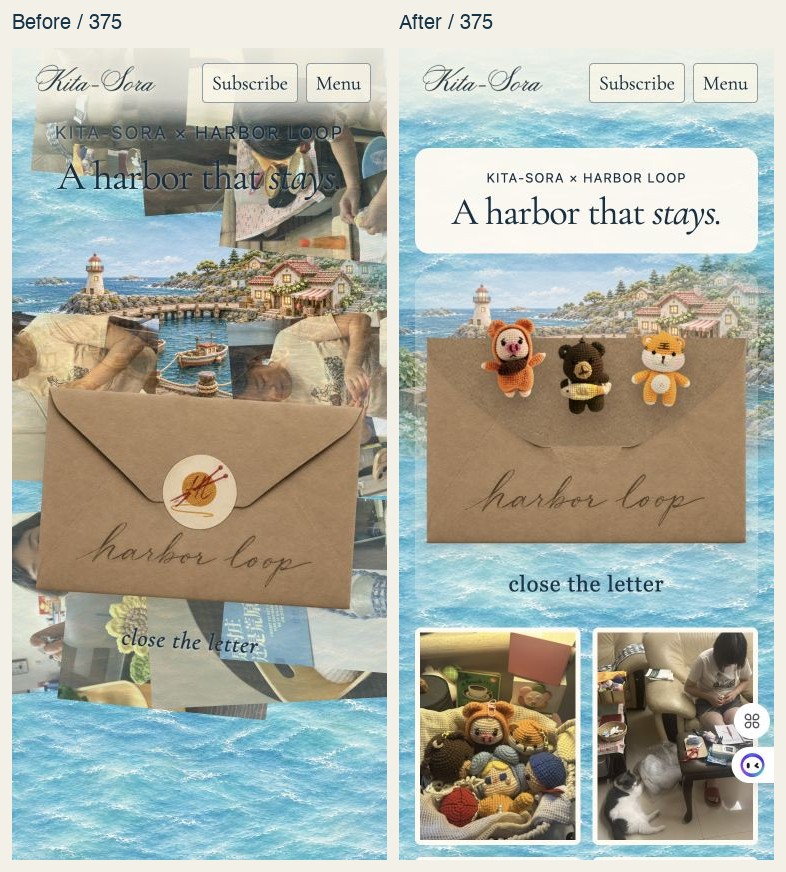 Before / 375
Kita-Sora
Subscribe
Menu
KITA-SORA × HARBOR LOOP
A harbor that stays.
harbor loop
close the letter
After / 375
Kita-Sora
Subscribe
Menu
KITA-SORA × HARBOR LOOP
A harbor that stays.
harbor loop
close the letter